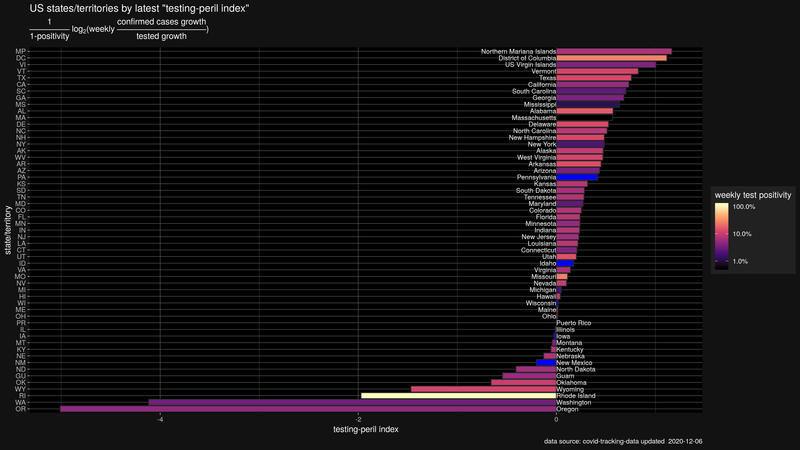 US states/territories by latest "testing-peril index"
1
1-positivity
log₂(weekly
confirmed cases growth
tested growth
)
MP
DC
VI
VT
TX
CA
SC
GA
MS
AL
MA
DE
NC
NH
NY
AK
WV
AR
AZ
PA
KS
SD
TN
MD
CO
FL
MN
IN
NJ
LA
CT
UT
ID
VA
MO
NV
MI
HI
WI
ME
OH
PR
IL
IA
MT
KY
NE
NM
ND
GU
OK
WY
RI
WA
OR
state/territory
Northern Mariana Islands
District of Columbia
US Virgin Islands
Vermont
Texas
California
South Carolina
Georgia
Mississippi
Alabama
Massachusetts
Delaware
North Carolina
New Hampshire
New York
Alaska
West Virginia
Arkansas
Arizona
Pennsylvania
Kansas
South Dakota
Tennessee
Maryland
Colorado
Florida
Minnesota
Indiana
New Jersey
Louisiana
Connecticut
Utah
Idaho
Virginia
Missouri
Nevada
Michigan
Hawaii
Wisconsin
Maine
Ohio
Puerto Rico
Illinois
Iowa
Montana
Kentucky
Nebraska
New Mexico
North Dakota
Guam
Oklahoma
Wyoming
Rhode Island
Washington
Oregon
-4
-2
0
testing-peril index
weekly test positivity
100.0%
10.0%
1.0%
data source: covid-tracking-data updated 2020-12-06